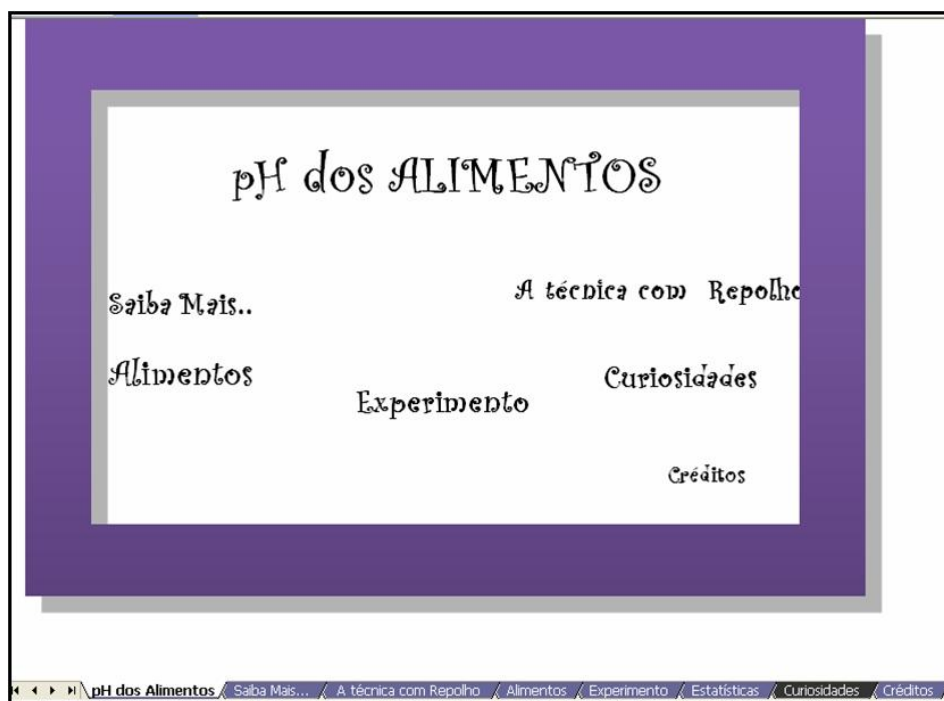 pH dos ALIMENTOS
Saiba Mais..
A técnica com Repolho
Alimentos
Curiosidades
Experimento
Créditos
pH dos Alimentos Saiba Mais... A técnica com Repolho Alimentos Experimento Estatísticas Curiosidades Créditos